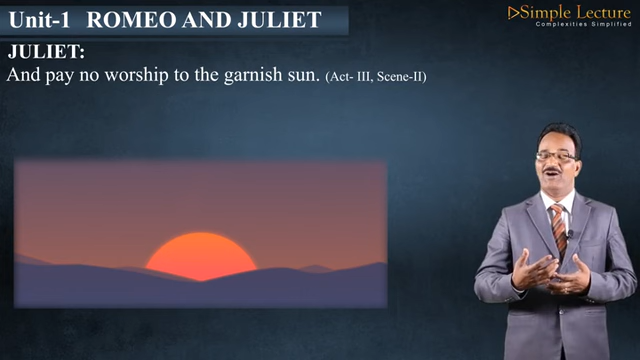 Unit-1 ROMEO AND JULIET
Simple Lecture
Complexities Simplified
JULIET:
And pay no worship to the garnish sun. (Act- III, Scene-II)